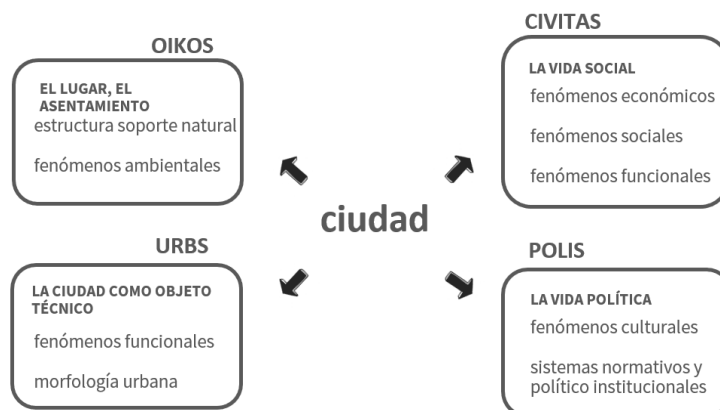 OIKOS
EL LUGAR, EL
ASENTAMIENTO
estructura soporte natural
fenómenos ambientales
CIVITAS
LA VIDA SOCIAL
fenómenos económicos
fenómenos sociales
fenómenos funcionales
ciudad
URBS
LA CIUDAD COMO OBJETO
TÉCNICO
fenómenos funcionales
morfología urbana
POLIS
LA VIDA POLÍTICA
fenómenos culturales
sistemas normativos y
político institucionales